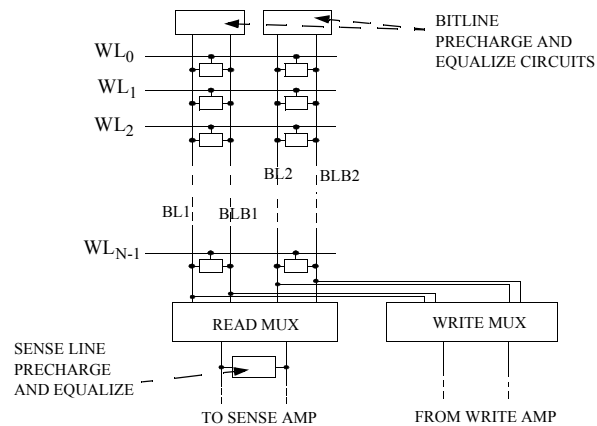 BITLINE
PRECHARGE AND
EQUALIZE CIRCUITS
WL0
WL1
WL2
BL2
BLB2
BL1
BLB1
WLN-1
READ MUX
WRITE MUX
SENSE LINE
PRECHARGE
AND EQUALIZE
TO SENSE AMP
FROM WRITE AMP